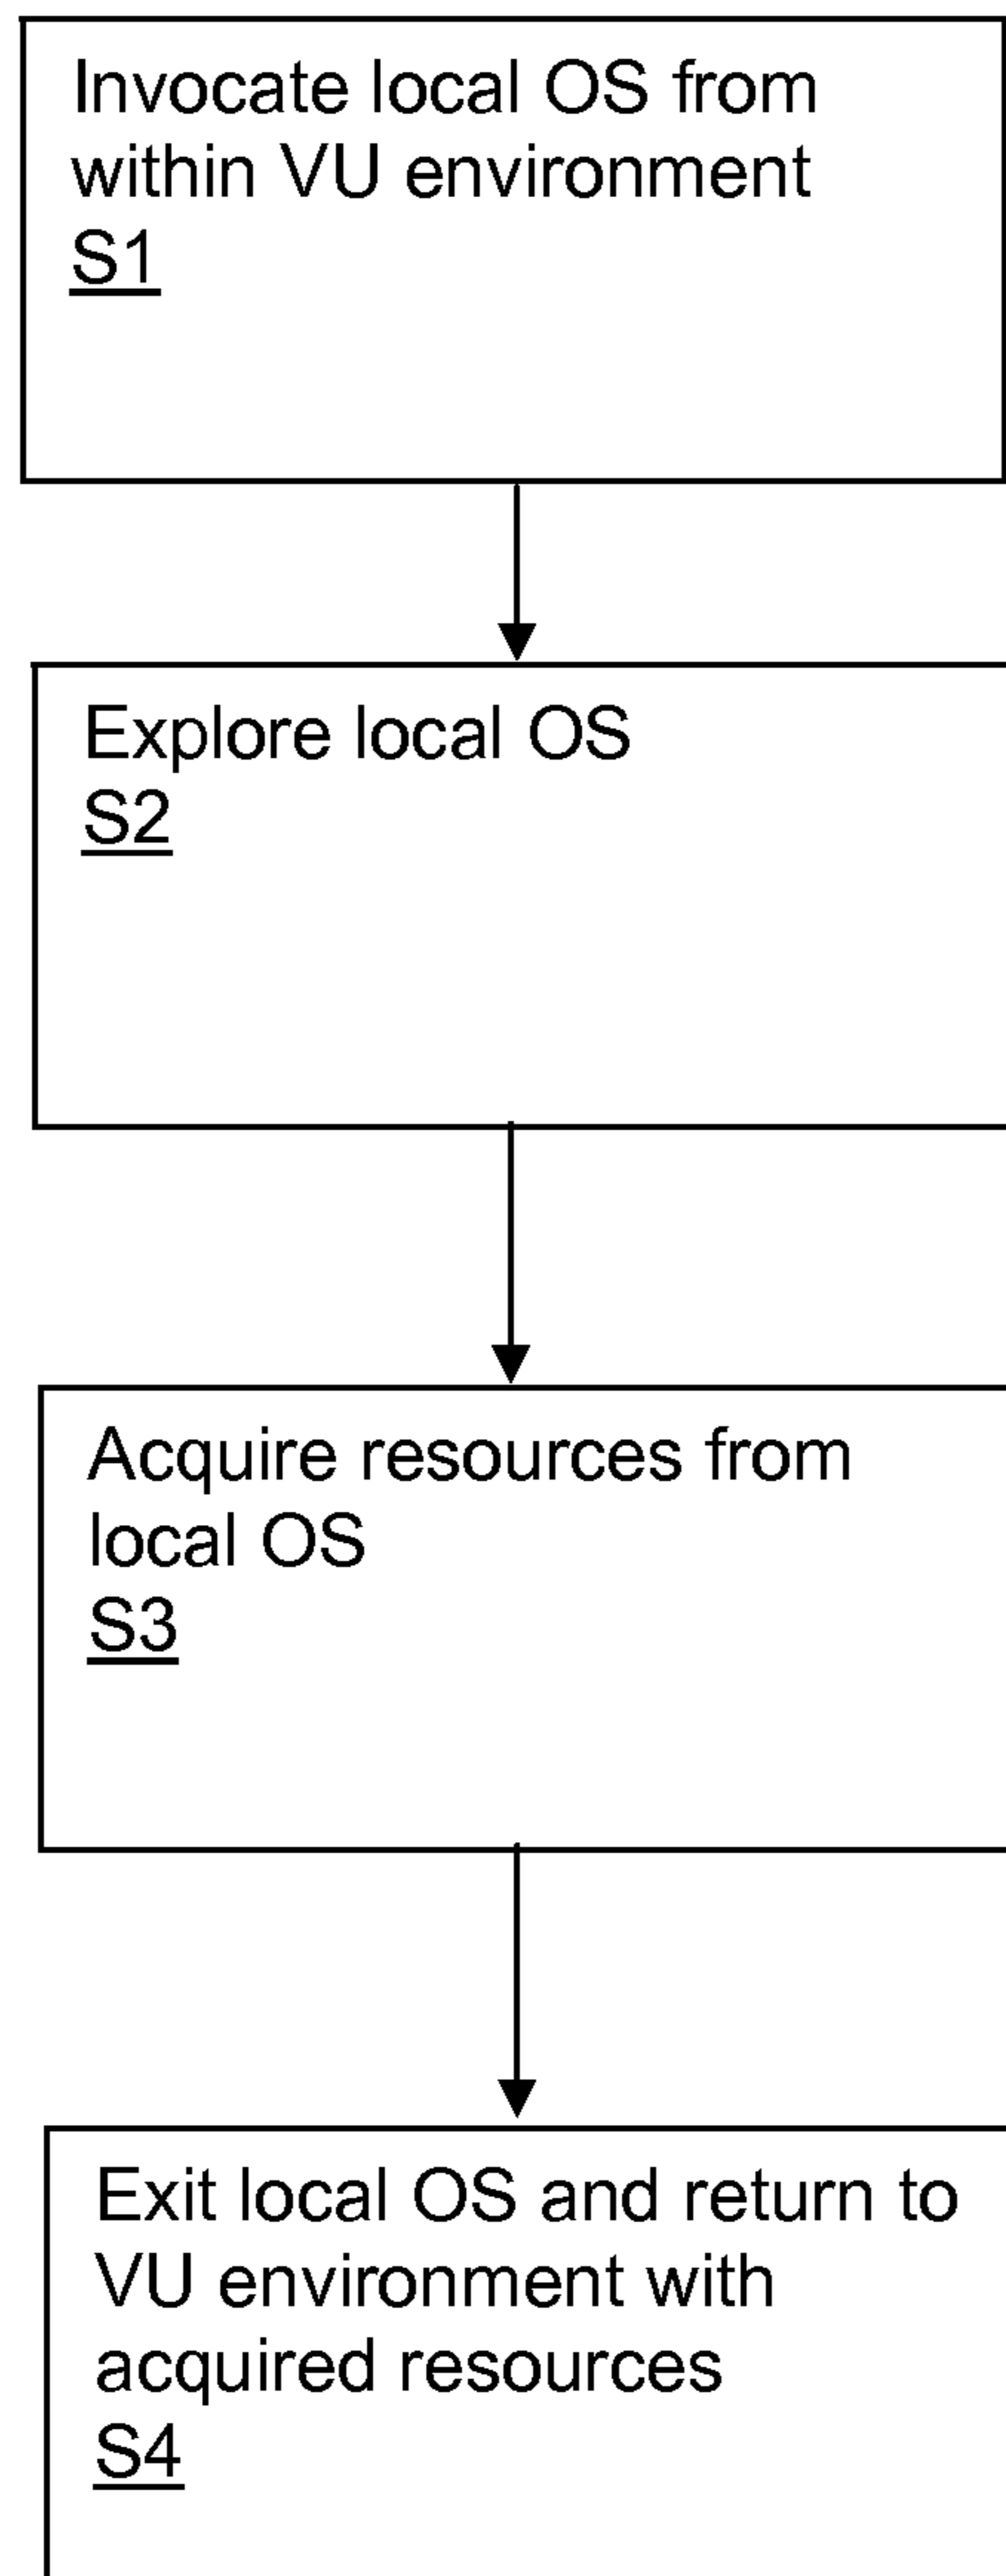 Invocate local OS from
within VU environment
S1
Explore local OS
S2
Acquire resources from
local OS
S3
Exit local OS and return to
VU environment with
acquired resources
S4